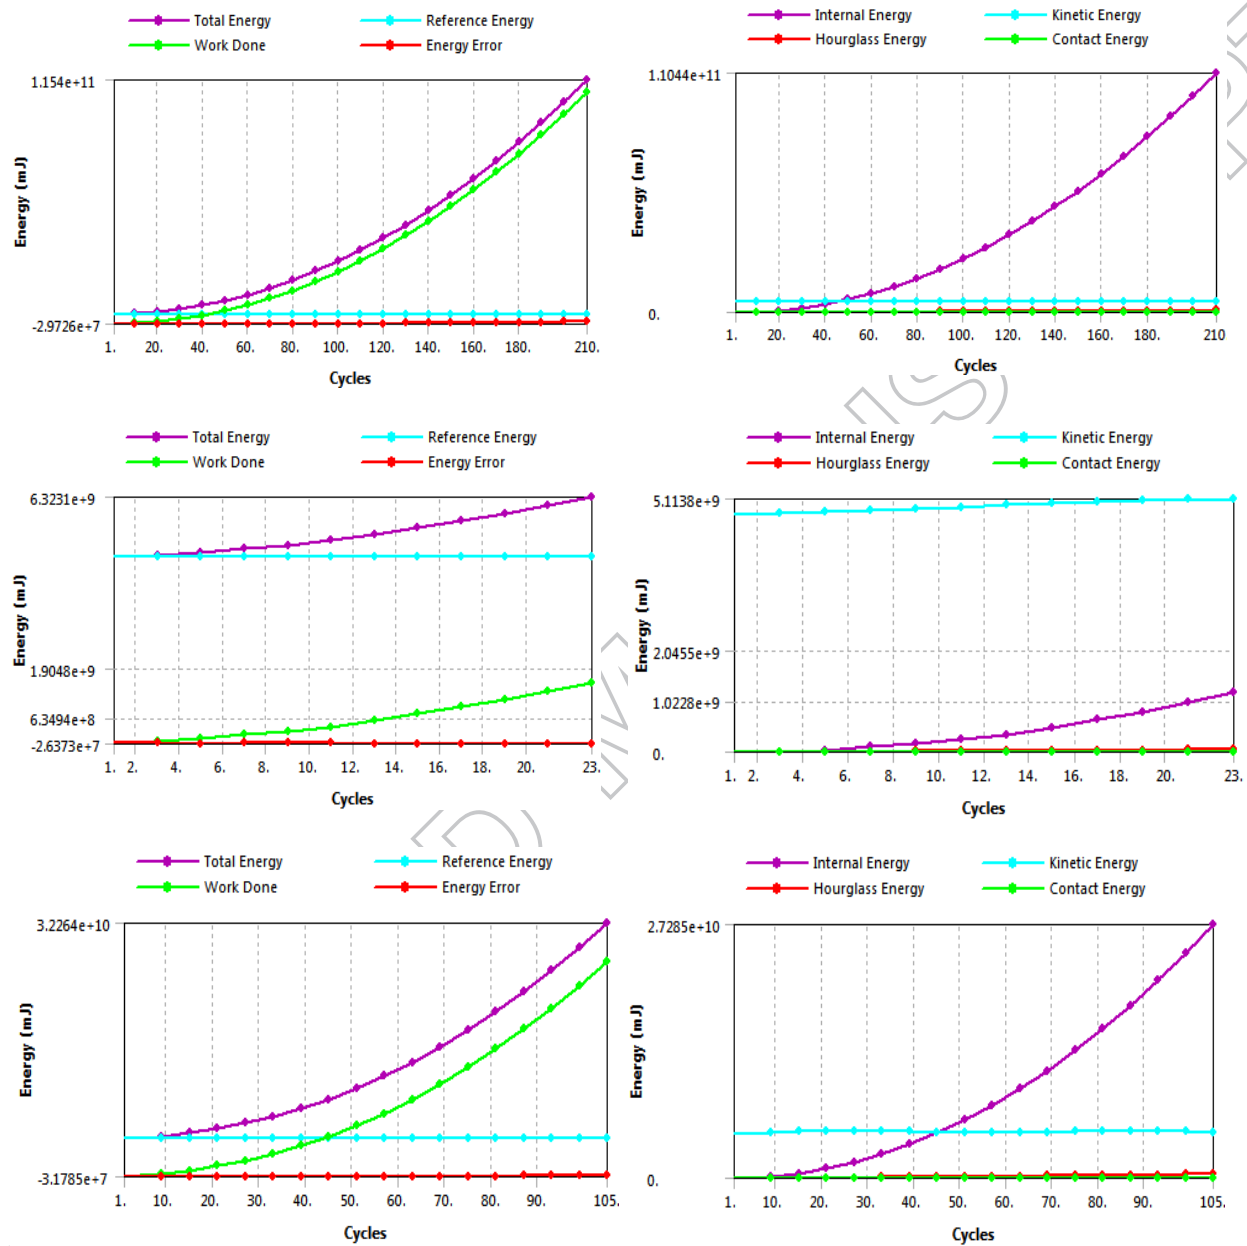 Total Energy Reference Energy
Work Done Energy Error
1.154e+11
Energy (mJ)
-2.9726e+7
1. 20. 40. 60. 80. 100. 120. 140. 160. 180. 210.
Cycles
Internal Energy Kinetic Energy
Hourglass Energy Contact Energy
1.1044e+11
Energy (mJ)
0.
1. 20. 40. 60. 80. 100. 120. 140. 160. 180. 210
Cycles
Total Energy Reference Energy
Work Done Energy Error
6.3231e+9
Energy (mJ)
1.9048e+9
6.3494e+8
-2.6373e+7
1. 2. 4. 6. 8. 10. 12. 14. 16. 18. 20. 23.
Cycles
Internal Energy Kinetic Energy
Hourglass Energy Contact Energy
5.1138e+9
Energy (mJ)
2.0455e+9
1.0228e+9
0.
1. 2. 4. 6. 8. 10. 12. 14. 16. 18. 20. 23.
Cycles
Total Energy Reference Energy
Work Done Energy Error
3.2264e+10
Energy (mJ)
-3.1785e+7
1. 10. 20. 30. 40. 50. 60. 70. 80. 90. 105.
Cycles
Internal Energy Kinetic Energy
Hourglass Energy Contact Energy
2.7285e+10
Energy (mJ)
0.
1. 10. 20. 30. 40. 50. 60. 70. 80. 90. 105.
Cycles